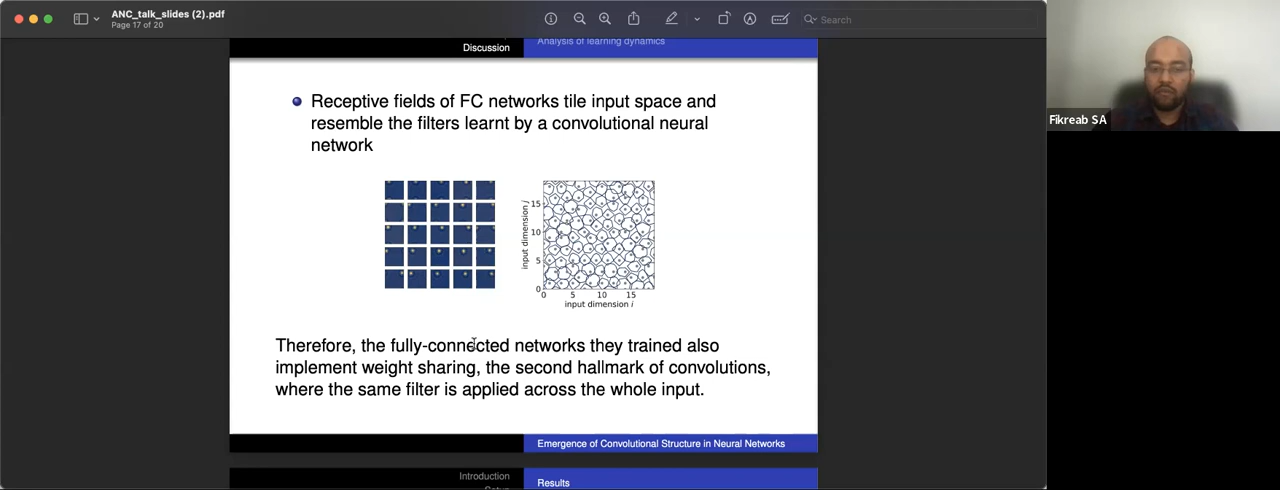 ANC_talk_slides (2).pdf
Page 17 of 20
Search
Discussion
Analysis of learning dynamics
Receptive fields of FC networks tile input space and
resemble the filters learnt by a convolutional neural
network
input dimension j
15
10
5
0
0 5 10 15
input dimension i
Therefore, the fully-connected networks they trained also
implement weight sharing, the second hallmark of convolutions,
where the same filter is applied across the whole input.
Emergence of Convolutional Structure in Neural Networks
Introduction
Results
Fikreab SA